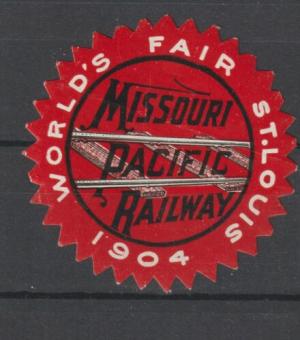 WORLD'S FAIR ST. LOUIS
1904
MISSOURI
PACIFIC
RAILWAY